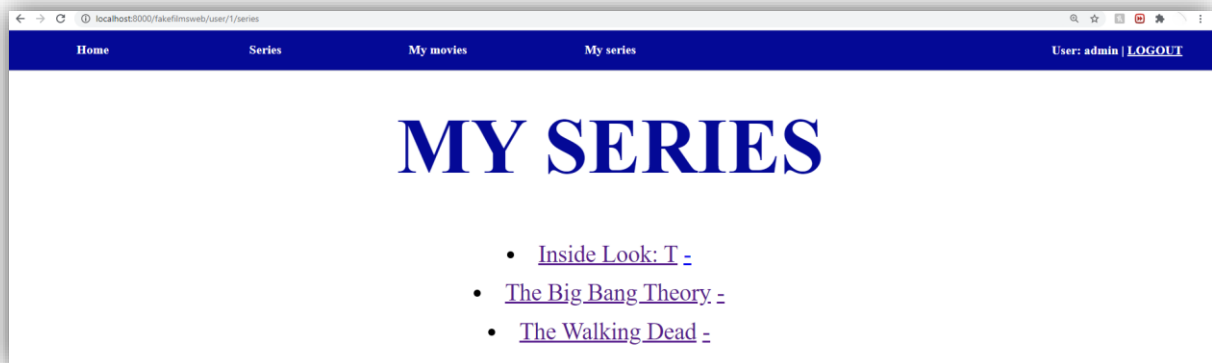 localhost:8000/fakefilmsweb/user/1/series
Home Series My movies My series User: admin | LOGOUT
MY SERIES
• Inside Look: T -
• The Big Bang Theory -
• The Walking Dead -